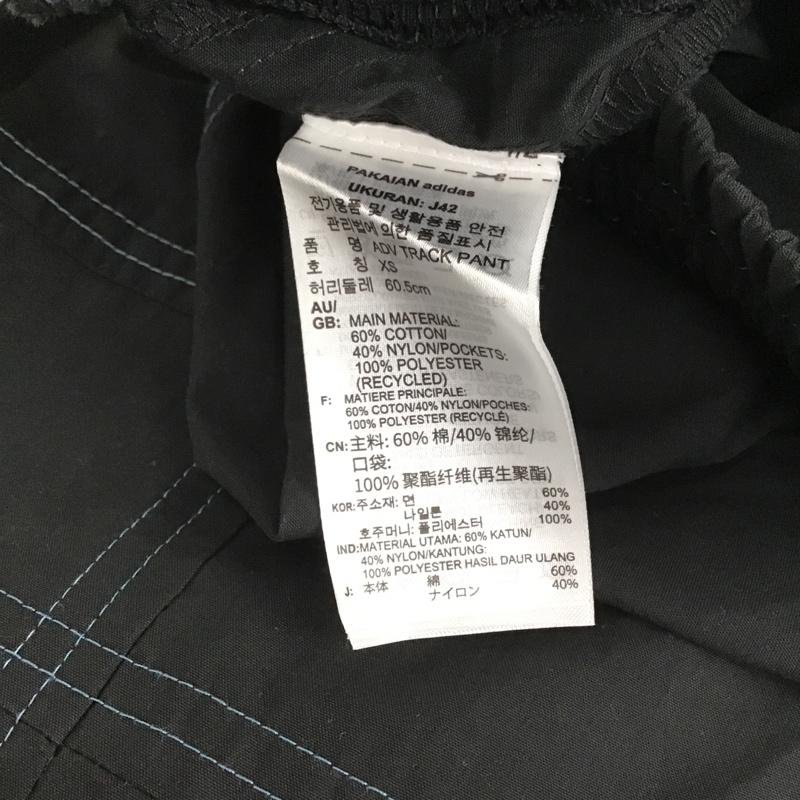 PAKAIAN adidas
UKURAN: J42
전기용품 및 생활용품 안전
관리법에 의한 품질표시
품 명 ADV TRACK PANT
호 칭 XS
허리둘레 60.5cm
AU/
GB: MAIN MATERIAL:
60% COTTON/
40% NYLON/POCKETS:
100% POLYESTER
(RECYCLED)
F: MATIERE PRINCIPALE:
60% COTON/40% NYLON/POCHES:
100% POLYESTER (RECYCLÉ)
CN: 主料: 60% 棉/40% 锦纶/
口袋:
100% 聚酯纤维(再生聚酯)
KOR: 주소재: 면 60%
나일론 40%
호주머니: 폴리에스터 100%
IND: MATERIAL UTAMA: 60% KATUN/
40% NYLON/KANTUNG:
100% POLYESTER HASIL DAUR ULANG
J: 本体 綿 60%
ナイロン 40%